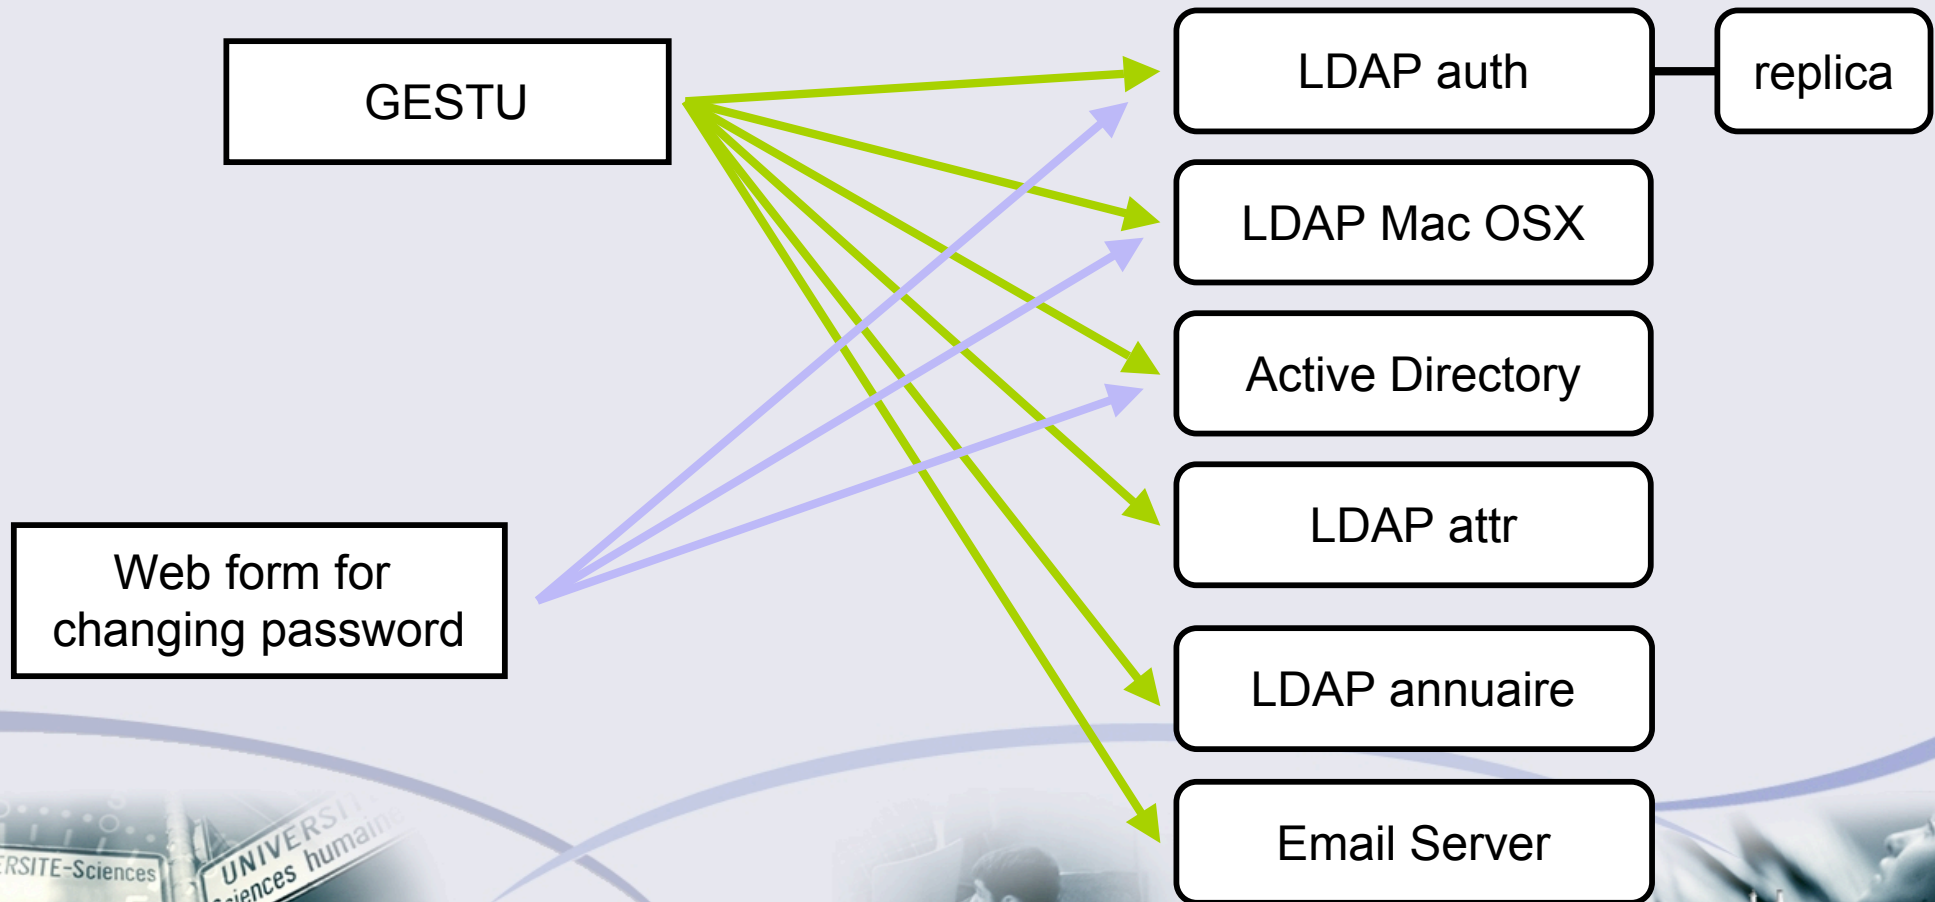 GESTU
LDAP auth
replica
LDAP Mac OSX
Active Directory
LDAP attr
Web form for
changing password
LDAP annuaire
Email Server
ERSITE-Sciences
UNIVERSIT
Sciences humaine